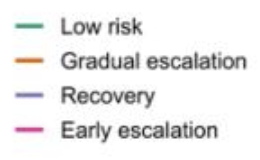 Low risk
Gradual escalation
Recovery
Early escalation